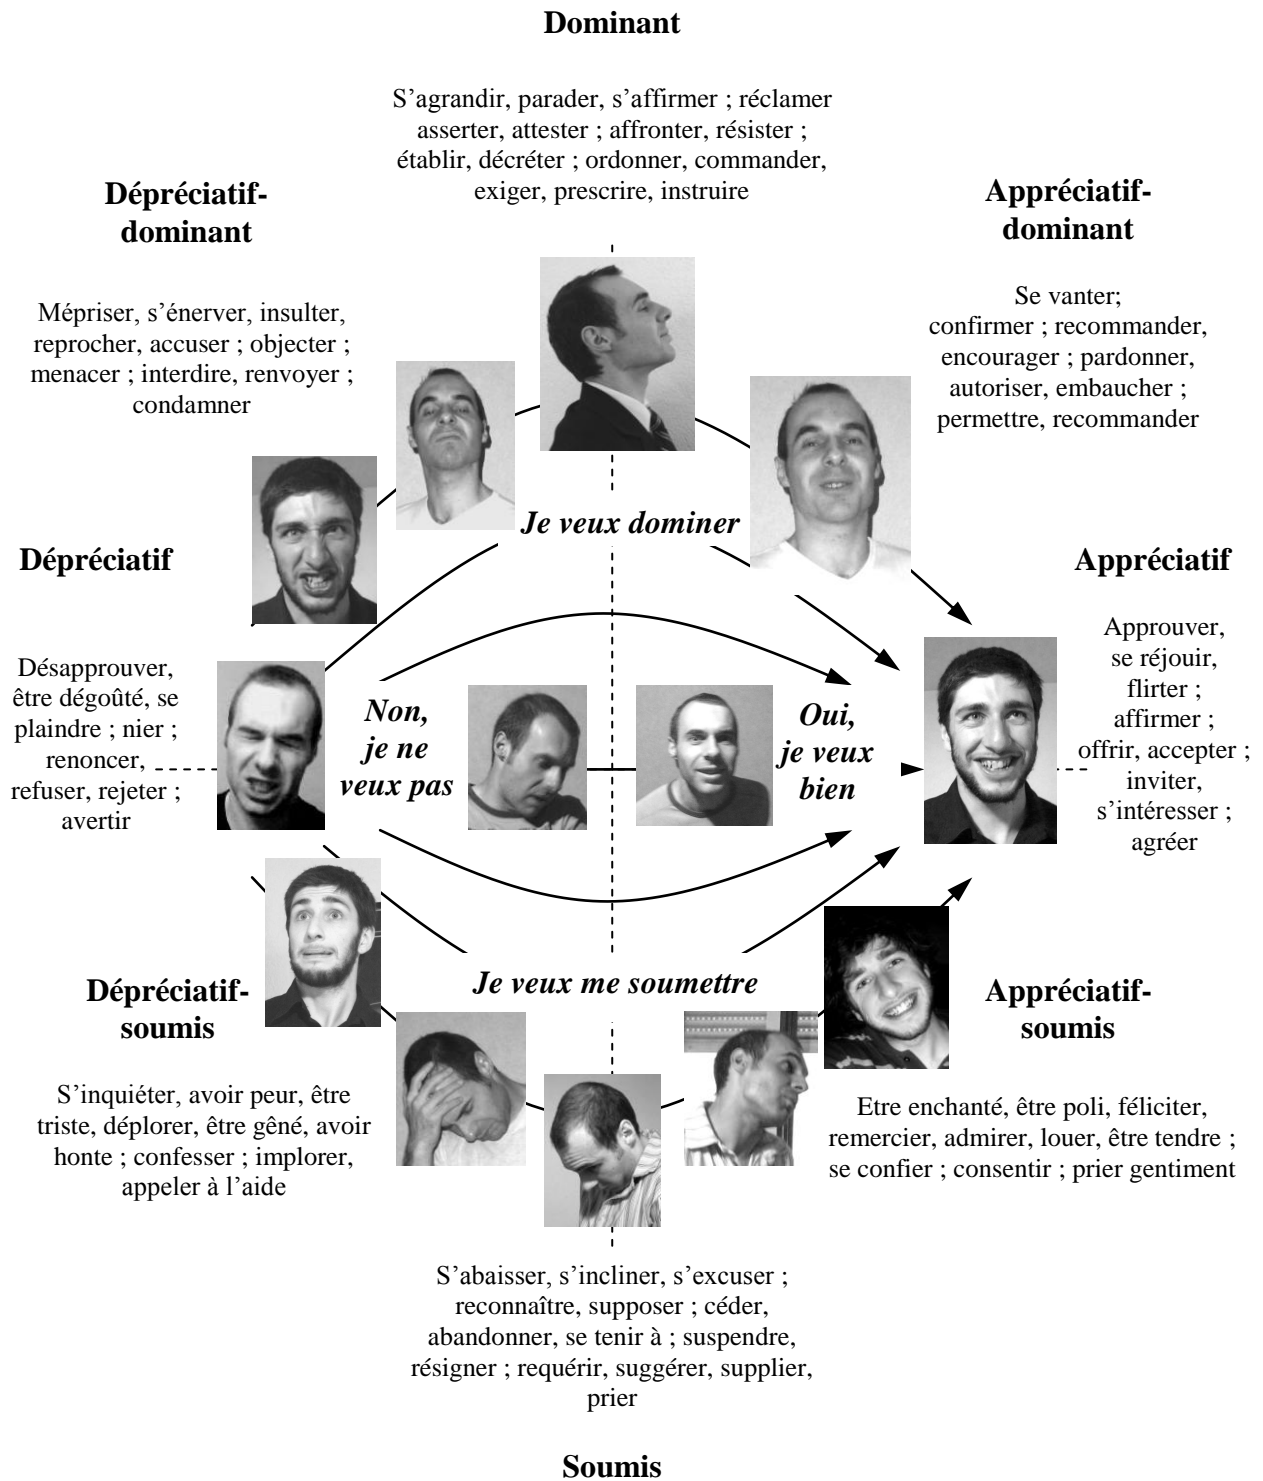 Dominant
S’agrandir, parader, s’affirmer ; réclamer
asserter, attester ; affronter, résister ;
établir, décréter ; ordonner, commander,
exiger, prescrire, instruire
Dépréciatif-
dominant
Mépriser, s’énerver, insulter,
reprocher, accuser ; objecter ;
menacer ; interdire, renvoyer ;
condamner
Appréciatif-
dominant
Se vanter;
confirmer ; recommander,
encourager ; pardonner,
autoriser, embaucher ;
permettre, recommander
Je veux dominer
Dépréciatif
Désapprouver,
être dégoûté, se
plaindre ; nier ;
renoncer,
refuser, rejeter ;
avertir
Non,
je ne
veux pas
Oui,
je veux
bien
Appréciatif
Approuver,
se réjouir,
flirter ;
affirmer ;
offrir, accepter ;
inviter,
s’intéresser ;
agréer
Je veux me soumettre
Dépréciatif-
soumis
S’inquiéter, avoir peur, être
triste, déplorer, être gêné, avoir
honte ; confesser ; implorer,
appeler à l’aide
Appréciatif-
soumis
Etre enchanté, être poli, féliciter,
remercier, admirer, louer, être tendre ;
se confier ; consentir ; prier gentiment
S’abaisser, s’incliner, s’excuser ;
reconnaître, supposer ; céder,
abandonner, se tenir à ; suspendre,
résigner ; requérir, suggérer, supplier,
prier
Soumis